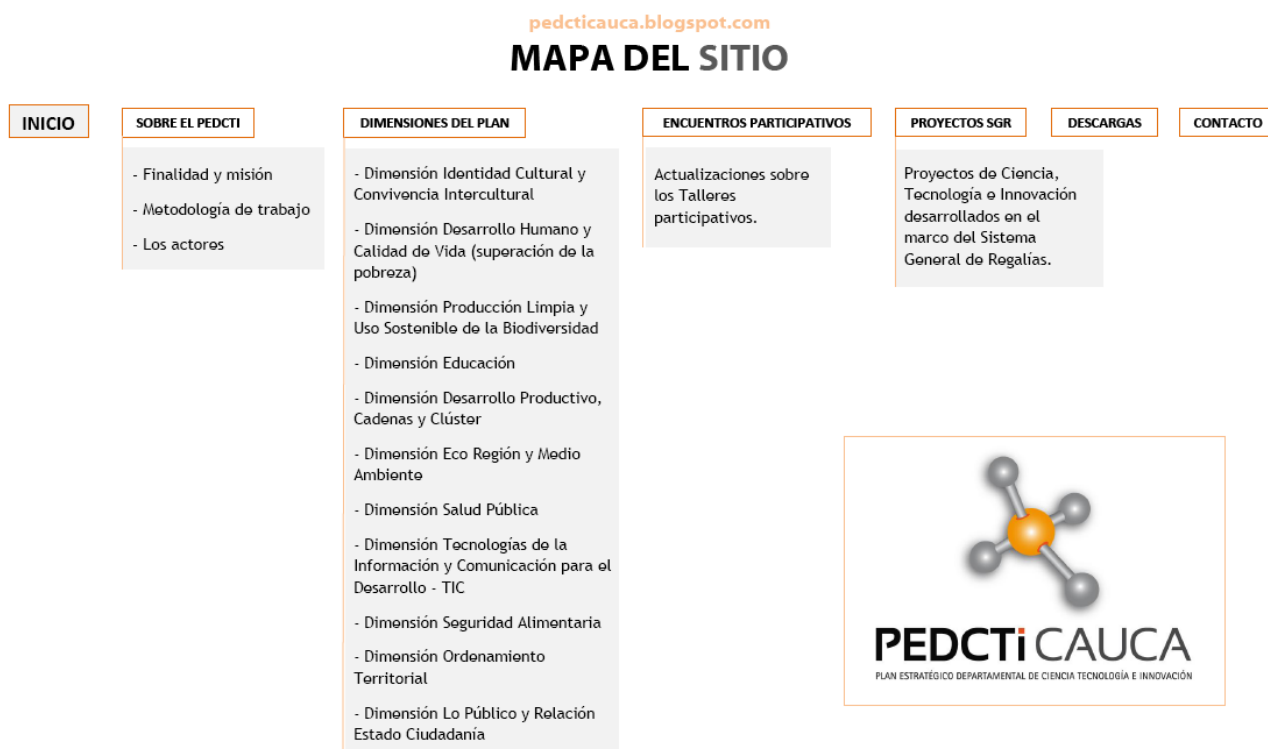 pedcticauca.blogspot.com
MAPA DEL SITIO
INICIO
SOBRE EL PEDCTI
- Finalidad y misión
- Metodología de trabajo
- Los actores
DIMENSIONES DEL PLAN
- Dimensión Identidad Cultural y
Convivencia Intercultural
- Dimensión Desarrollo Humano y
Calidad de Vida (superación de la
pobreza)
- Dimensión Producción Limpia y
Uso Sostenible de la Biodiversidad
- Dimensión Educación
- Dimensión Desarrollo Productivo,
Cadenas y Clúster
- Dimensión Eco Región y Medio
Ambiente
- Dimensión Salud Pública
- Dimensión Tecnologías de la
Información y Comunicación para el
Desarrollo - TIC
- Dimensión Seguridad Alimentaria
- Dimensión Ordenamiento
Territorial
- Dimensión Lo Público y Relación
Estado Ciudadanía
ENCUENTROS PARTICIPATIVOS
Actualizaciones sobre
los Talleres
participativos.
PROYECTOS SGR
Proyectos de Ciencia,
Tecnología e Innovación
desarrollados en el
marco del Sistema
General de Regalías.
DESCARGAS
CONTACTO
PEDCTi CAUCA
PLAN ESTRATÉGICO DEPARTAMENTAL DE CIENCIA TECNOLOGÍA E INNOVACIÓN